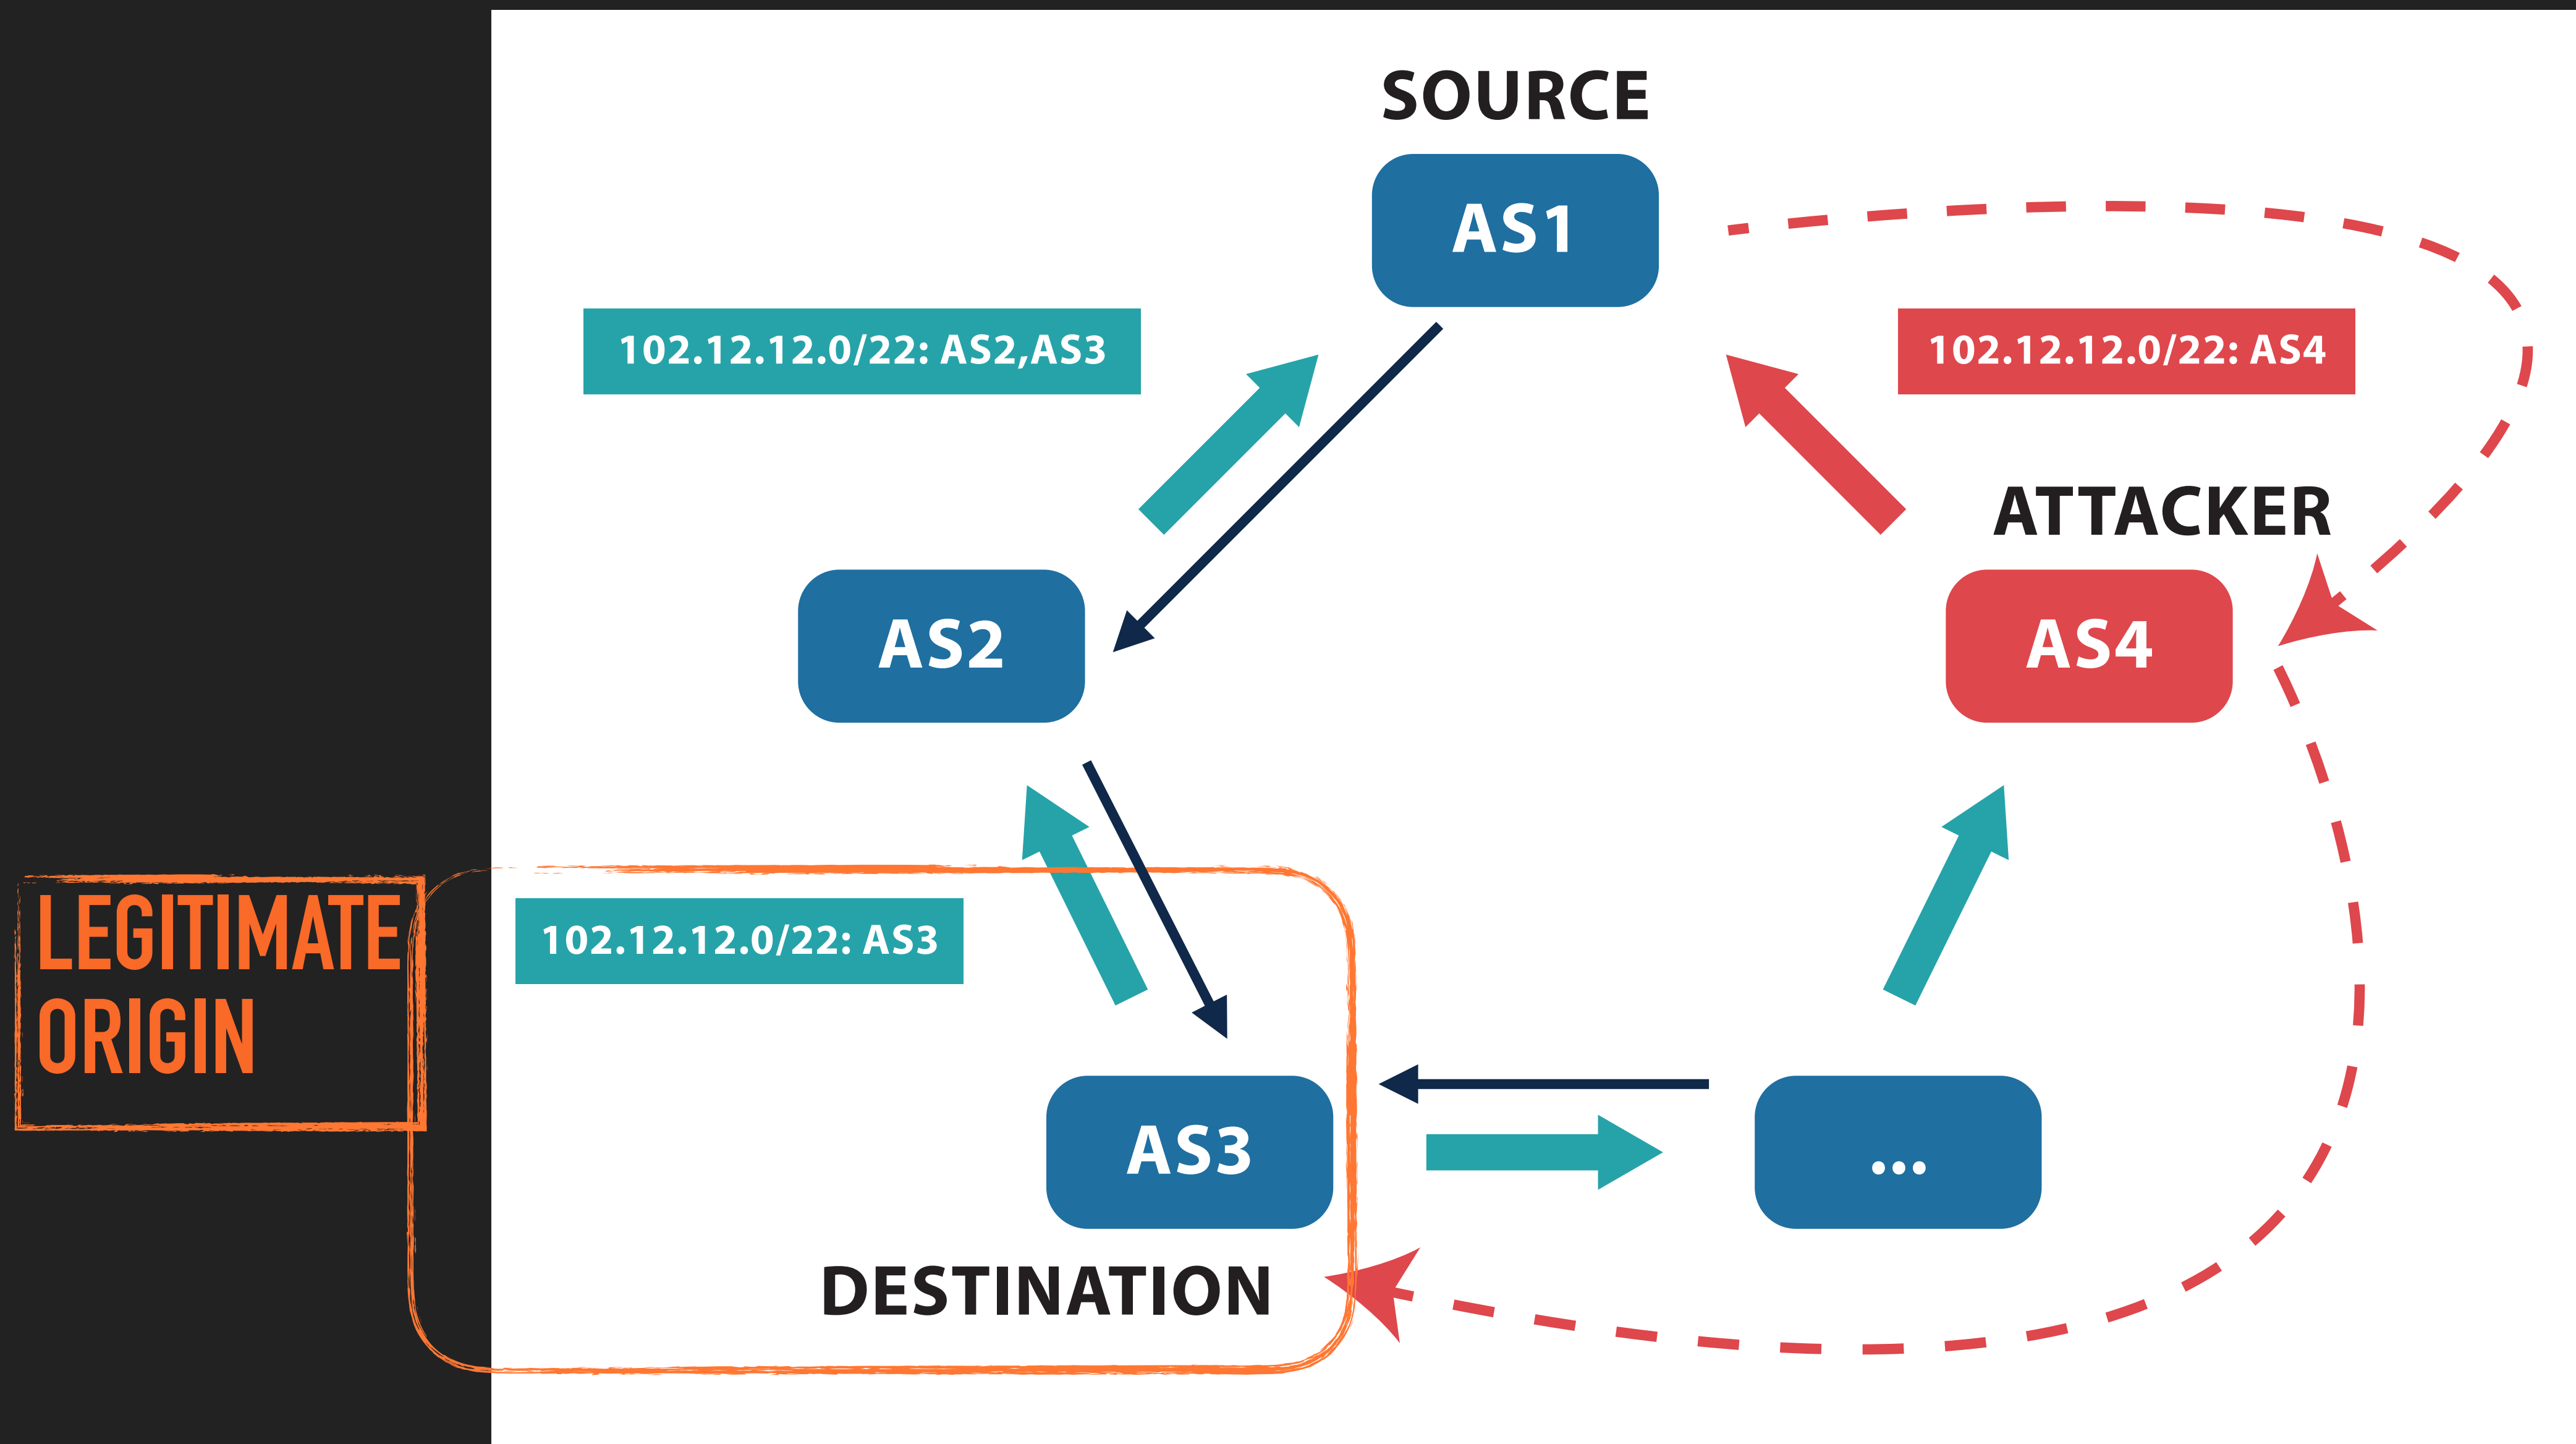 SOURCE
AS1
102.12.12.0/22: AS2,AS3
102.12.12.0/22: AS4
ATTACKER
AS2
AS4
LEGITIMATE
ORIGIN
102.12.12.0/22: AS3
AS3
...
DESTINATION